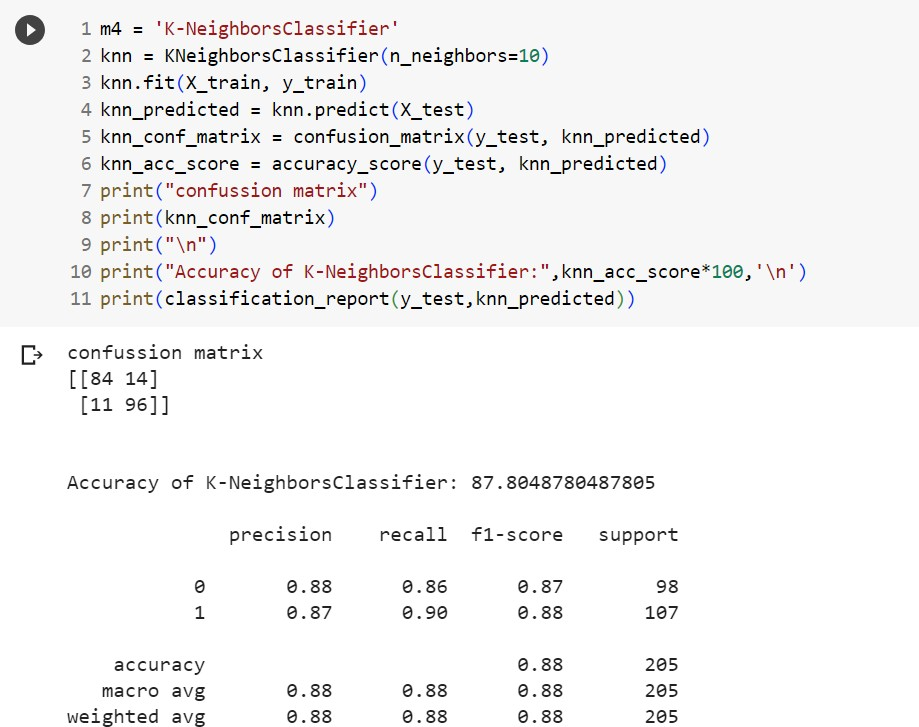 1 m4 = 'K-NeighborsClassifier'
2 knn = KNeighborsClassifier(n_neighbors=10)
3 knn.fit(X_train, y_train)
4 knn_predicted = knn.predict(X_test)
5 knn_conf_matrix = confusion_matrix(y_test, knn_predicted)
6 knn_acc_score = accuracy_score(y_test, knn_predicted)
7 print("confussion matrix")
8 print(knn_conf_matrix)
9 print("\n")
10 print("Accuracy of K-NeighborsClassifier:",knn_acc_score*100,'\n')
11 print(classification_report(y_test,knn_predicted))
confussion matrix
[[84 14]
[11 96]]
Accuracy of K-NeighborsClassifier: 87.8048780487805
precision recall f1-score support
0 0.88 0.86 0.87 98
1 0.87 0.90 0.88 107
accuracy 0.88 205
macro avg 0.88 0.88 0.88 205
weighted avg 0.88 0.88 0.88 205